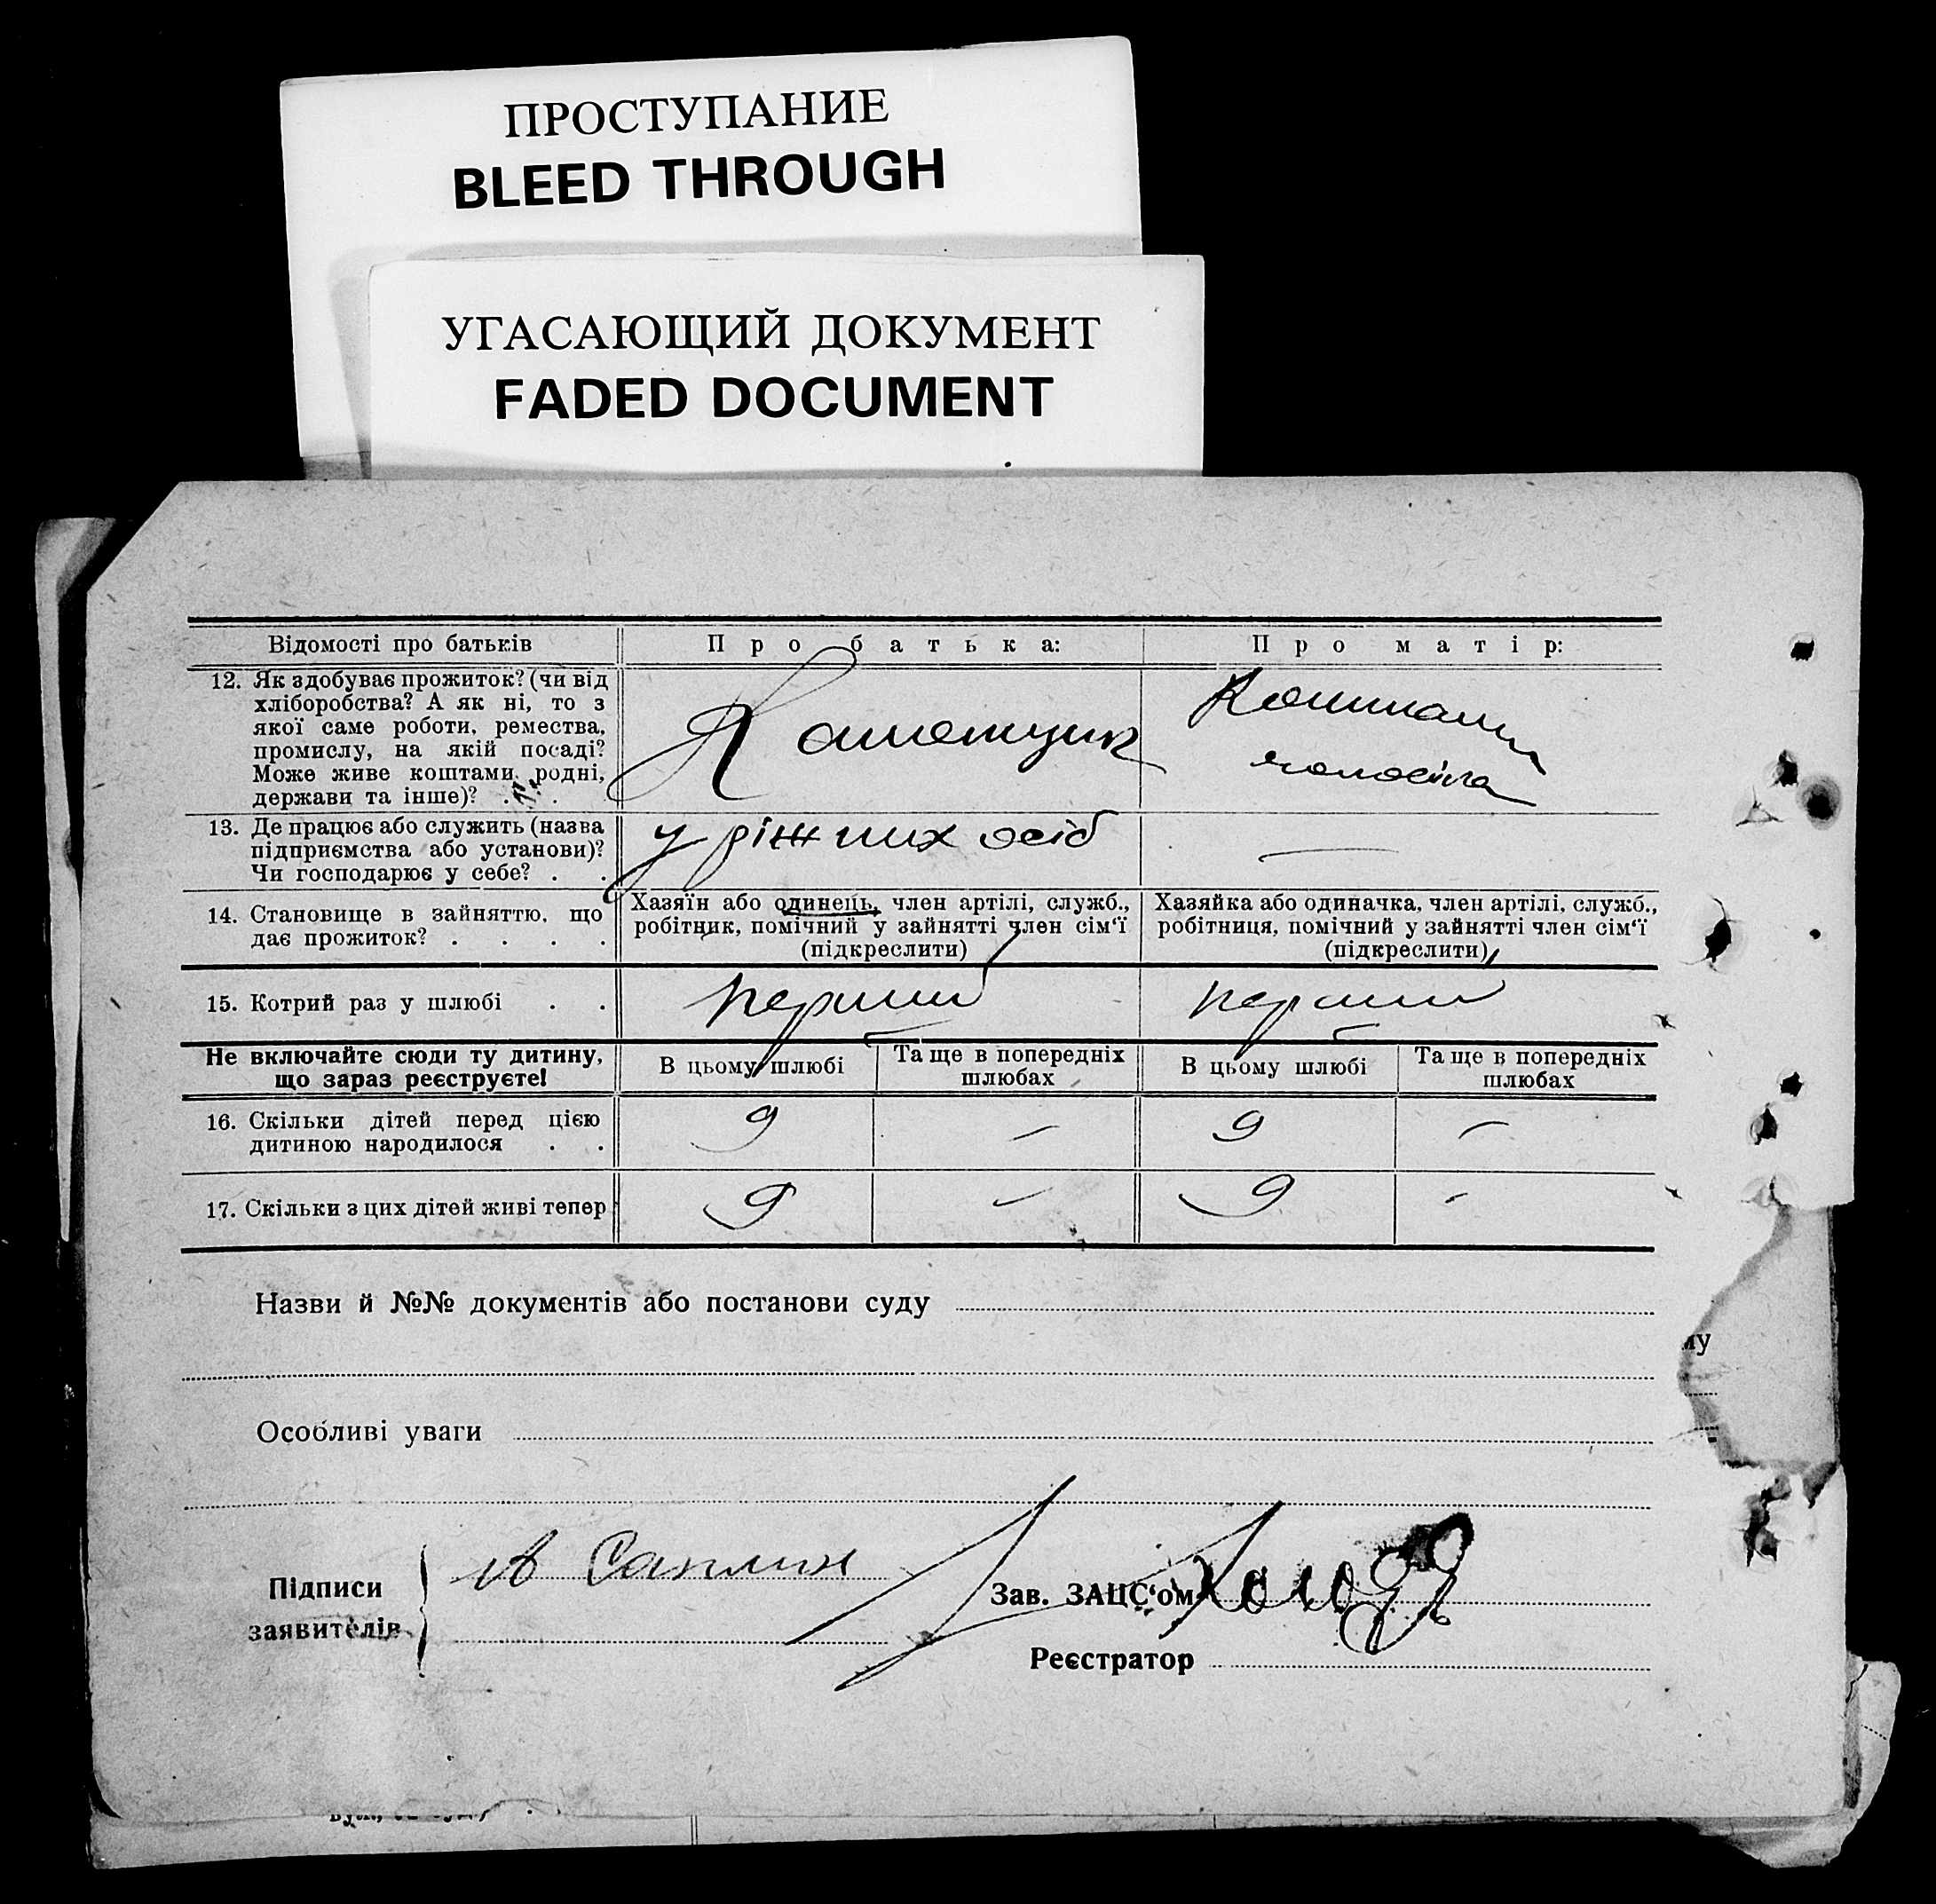 ПРОСТУПАНИЕ
BLEED THROUGH
УГАСАЮЩИЙ ДОКУМЕНТ
FADED DOCUMENT
Відомості про батьків
Про батька:
Про матір:
12. Як здобуває прожиток? (чи від
хліборобства? А як ні, то з
якої саме роботи, ремества,
промислу, на якій посаді?
Може живе коштами родні,
держави та інше)? . . .
Коштами
чоловіка
13. Де працює або служить (назва
підприємства або установи)?
Чи господарює у себе? . .
у ріжних осіб
—
14. Становище в зайняттю, що
дає прожиток? . . . .
Хазяїн або одинець, член артілі, служб.,
робітник, помічний у зайнятті член сім'ї
(підкреслити)
Хазяйка або одиначка, член артілі, служб.,
робітниця, помічний у зайнятті член сім'ї
(підкреслити)
15. Котрий раз у шлюбі . .
перший
перший
Не включайте сюди ту дитину,
що зараз реєструєте!
В цьому шлюбі
Та ще в попередніх
шлюбах
В цьому шлюбі
Та ще в попередніх
шлюбах
16. Скільки дітей перед цією
дитиною народилося . .
9
—
9
—
17. Скільки з цих дітей живі тепер
9
—
9
—
Назви й №№ документів або постанови суду
Особливі уваги
Підписи
заявителів
Зав. ЗАЦС'ом
Реєстратор